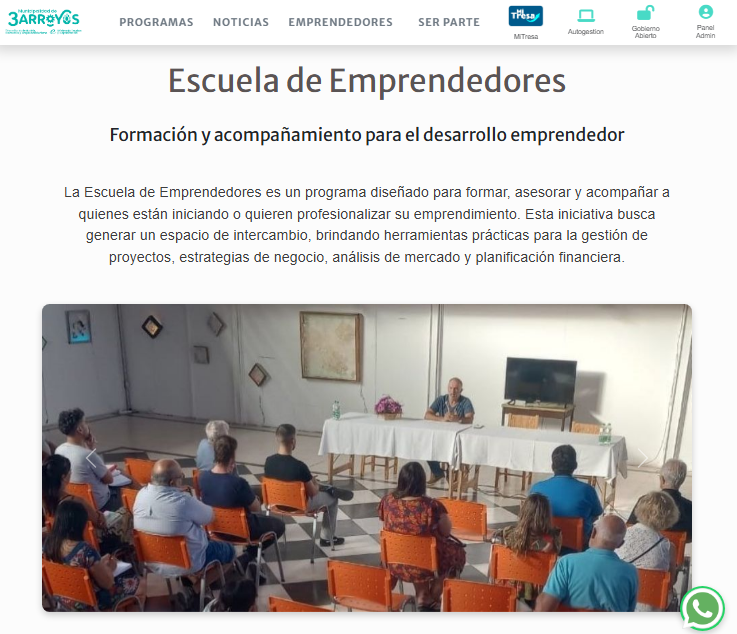 Municipalidad de
3ARROYOS
PROGRAMAS
NOTICIAS
EMPRENDEDORES
SER PARTE
Mi
Tresa
MiTresa
Autogestion
Gobierno
Abierto
Panel
Admin
Escuela de Emprendedores
Formación y acompañamiento para el desarrollo emprendedor
La Escuela de Emprendedores es un programa diseñado para formar, asesorar y acompañar a
quienes están iniciando o quieren profesionalizar su emprendimiento. Esta iniciativa busca
generar un espacio de intercambio, brindando herramientas prácticas para la gestión de
proyectos, estrategias de negocio, análisis de mercado y planificación financiera.